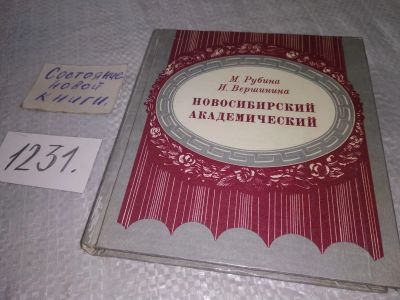 Состояние
новой
книги.
1231.
М. Рубина
И. Вершинина
НОВОСИБИРСКИЙ
АКАДЕМИЧЕСКИЙ